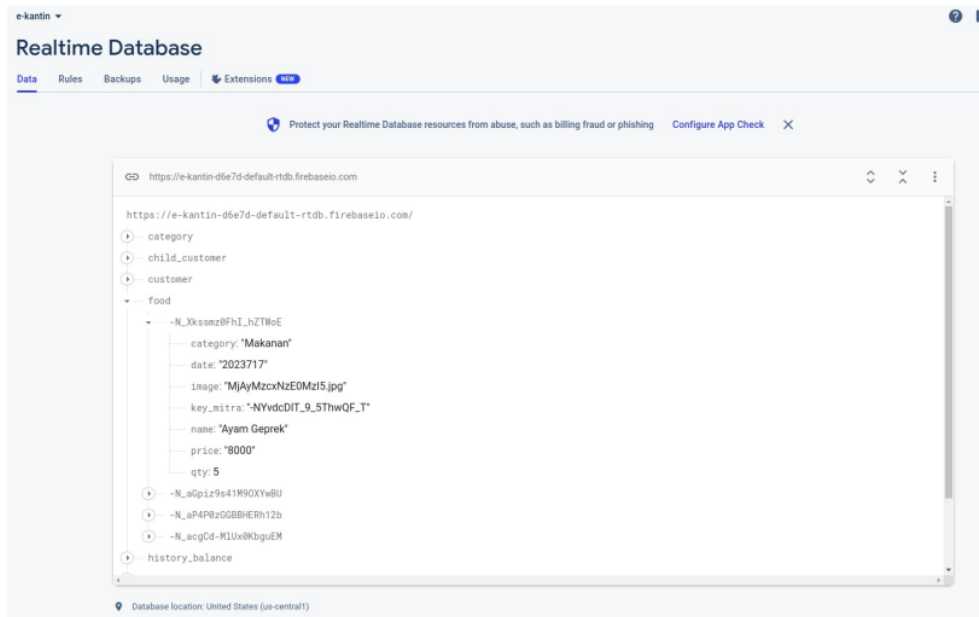 e-kantin
Realtime Database
Data Rules Backups Usage Extensions NEW
Protect your Realtime Database resources from abuse, such as billing fraud or phishing Configure App Check
https://e-kantin-d6e7d-default-rtdb.firebaseio.com
https://e-kantin-d6e7d-default-rtdb.firebaseio.com/
category
child_customer
customer
food
-N_Xkssmz0FhI_hZTWoE
category: "Makanan"
date: "2023717"
image: "MjAyMzcxNzE0MzI5.jpg"
key_mitra: "-NYvdcDIT_9_5ThwQF_T"
name: "Ayam Geprek"
price: "8000"
qty: 5
-N_aGpiz9s41M9OXYwBU
-N_aP4P0zGGBBHERh12b
-N_acgCd-MlUx0KbguEM
history_balance
Database location: United States (us-central1)